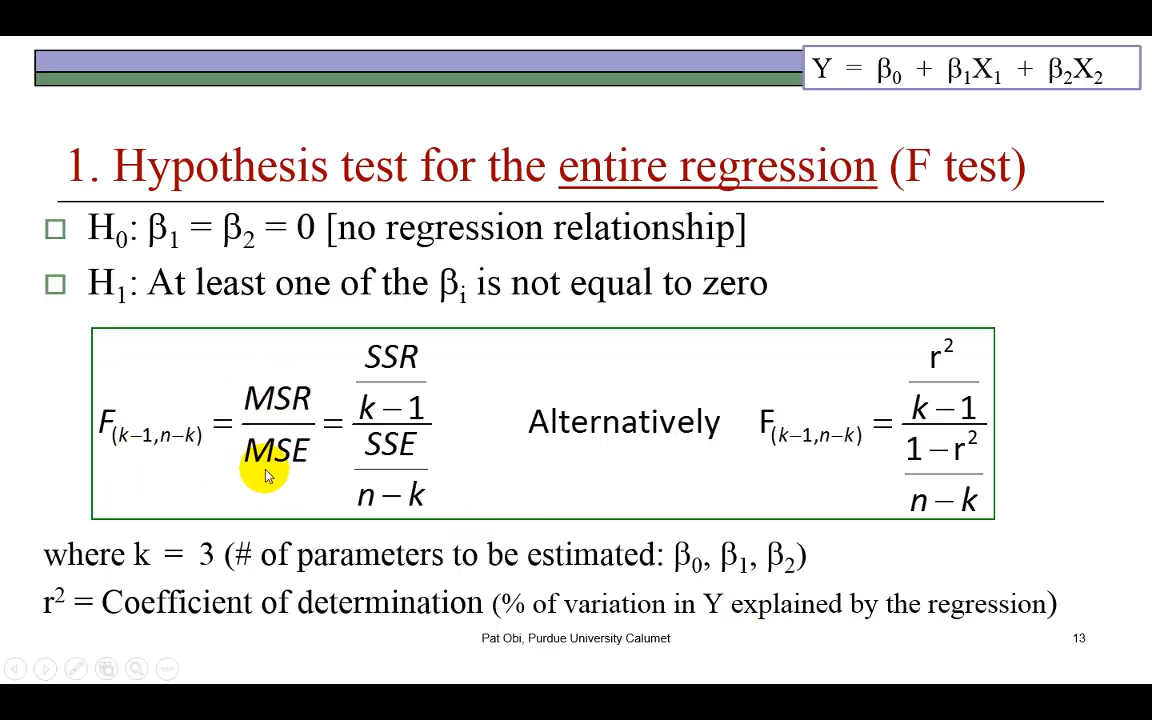 Y = β₀ + β₁X₁ + β₂X₂
1. Hypothesis test for the entire regression (F test)
H₀: β₁ = β₂ = 0 [no regression relationship]
H₁: At least one of the βᵢ is not equal to zero
F(k−1,n−k) = MSR/MSE = (SSR/(k−1))/(SSE/(n−k)) Alternatively F(k−1,n−k) = (r²/(k−1))/((1−r²)/(n−k))
where k = 3 (# of parameters to be estimated: β₀, β₁, β₂)
r² = Coefficient of determination (% of variation in Y explained by the regression)
Pat Obi, Purdue University Calumet
13